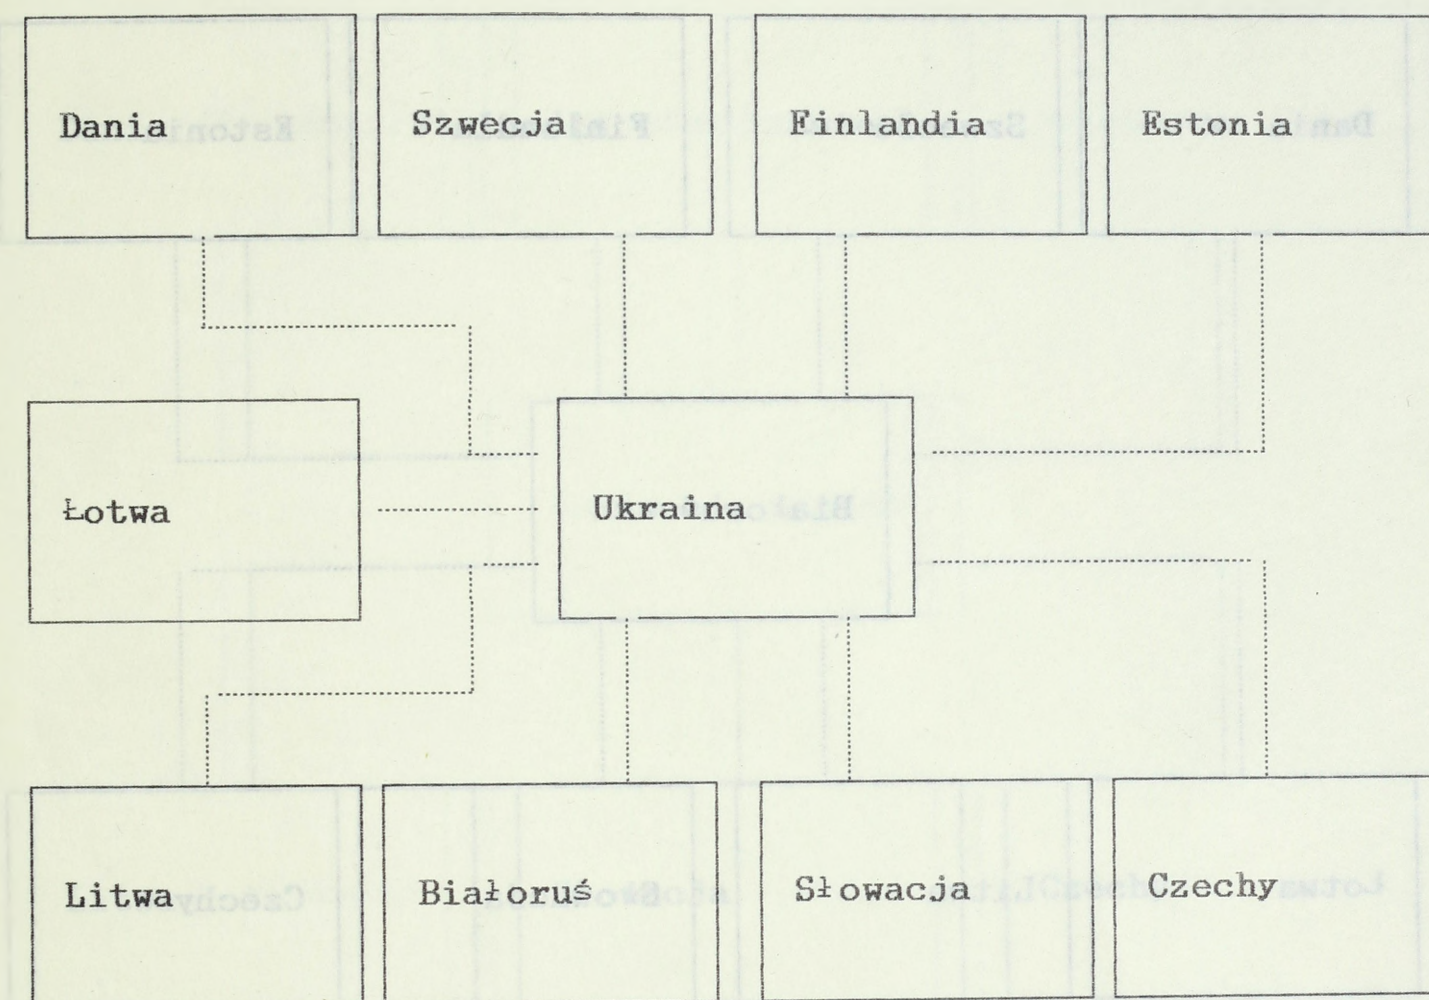 Dania
Szwecja
Finlandia
Estonia
Łotwa
Ukraina
Litwa
Białoruś
Słowacja
Czechy